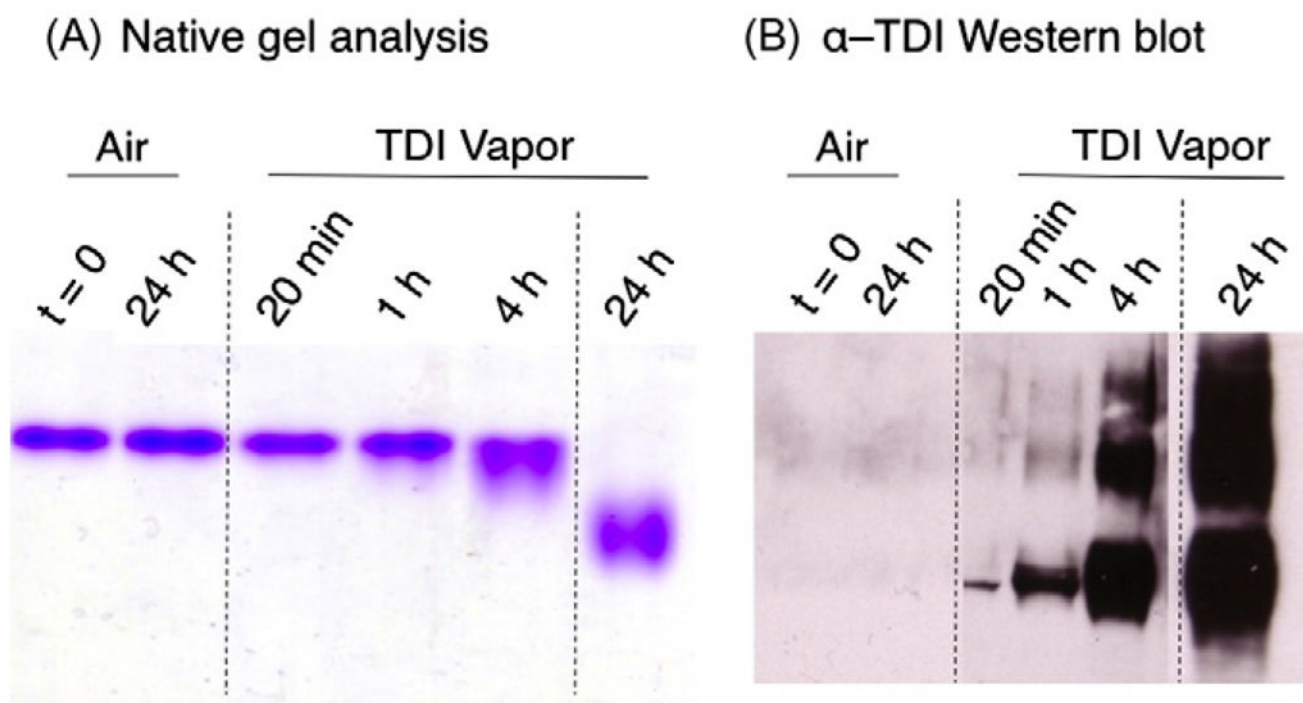 (A) Native gel analysis
Air
TDI Vapor
t = 0
24 h
20 min
1 h
4 h
24 h
(B) α–TDI Western blot
Air
TDI Vapor
t = 0
24 h
20 min
1 h
4 h
24 h